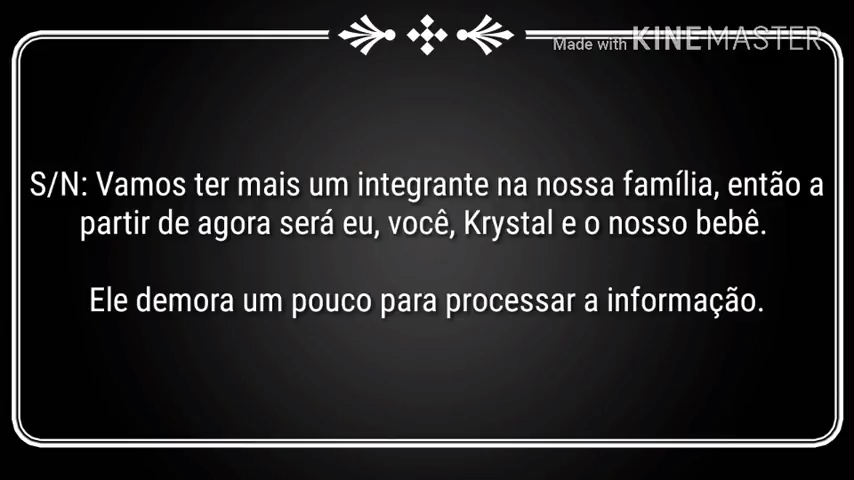 Made with KINEMASTER
S/N: Vamos ter mais um integrante na nossa família, então a
partir de agora será eu, você, Krystal e o nosso bebê.
Ele demora um pouco para processar a informação.